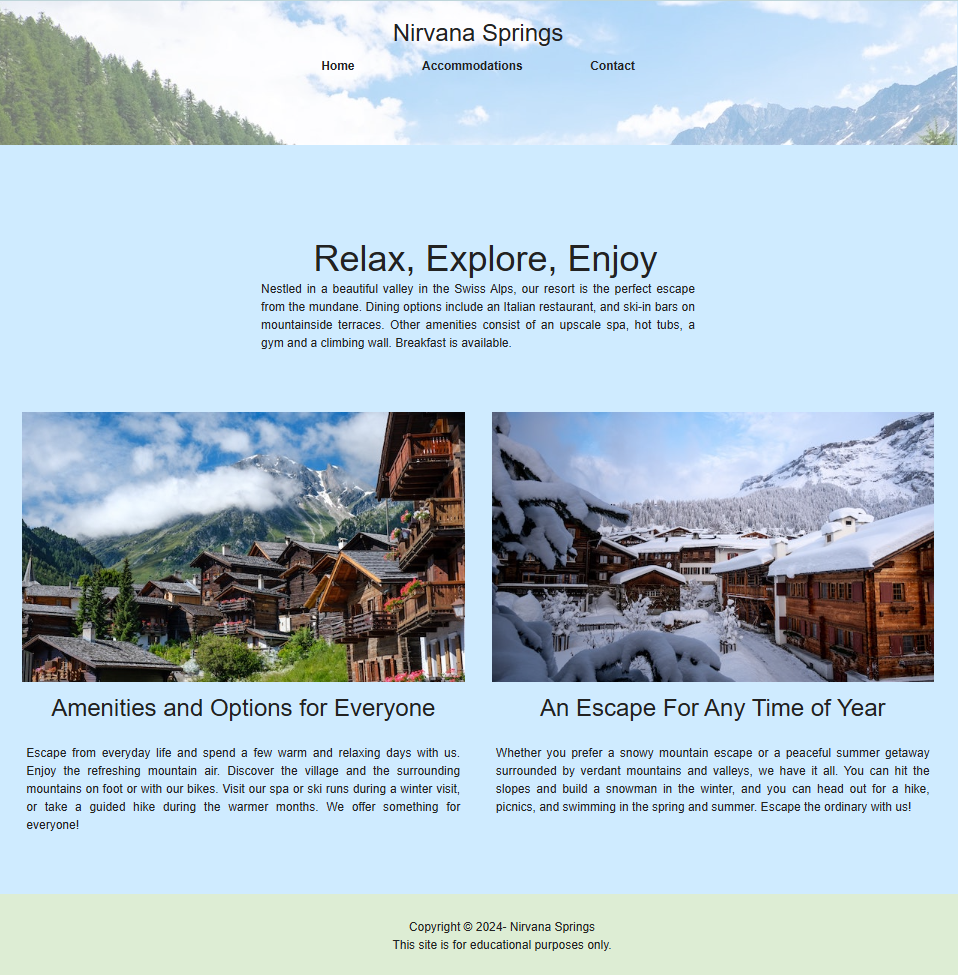 Nirvana Springs
Home Accommodations Contact
Relax, Explore, Enjoy
Nestled in a beautiful valley in the Swiss Alps, our resort is the perfect escape
from the mundane. Dining options include an Italian restaurant, and ski-in bars on
mountainside terraces. Other amenities consist of an upscale spa, hot tubs, a
gym and a climbing wall. Breakfast is available.
Amenities and Options for Everyone
Escape from everyday life and spend a few warm and relaxing days with us.
Enjoy the refreshing mountain air. Discover the village and the surrounding
mountains on foot or with our bikes. Visit our spa or ski runs during a winter visit,
or take a guided hike during the warmer months. We offer something for
everyone!
An Escape For Any Time of Year
Whether you prefer a snowy mountain escape or a peaceful summer getaway
surrounded by verdant mountains and valleys, we have it all. You can hit the
slopes and build a snowman in the winter, and you can head out for a hike,
picnics, and swimming in the spring and summer. Escape the ordinary with us!
Copyright © 2024- Nirvana Springs
This site is for educational purposes only.